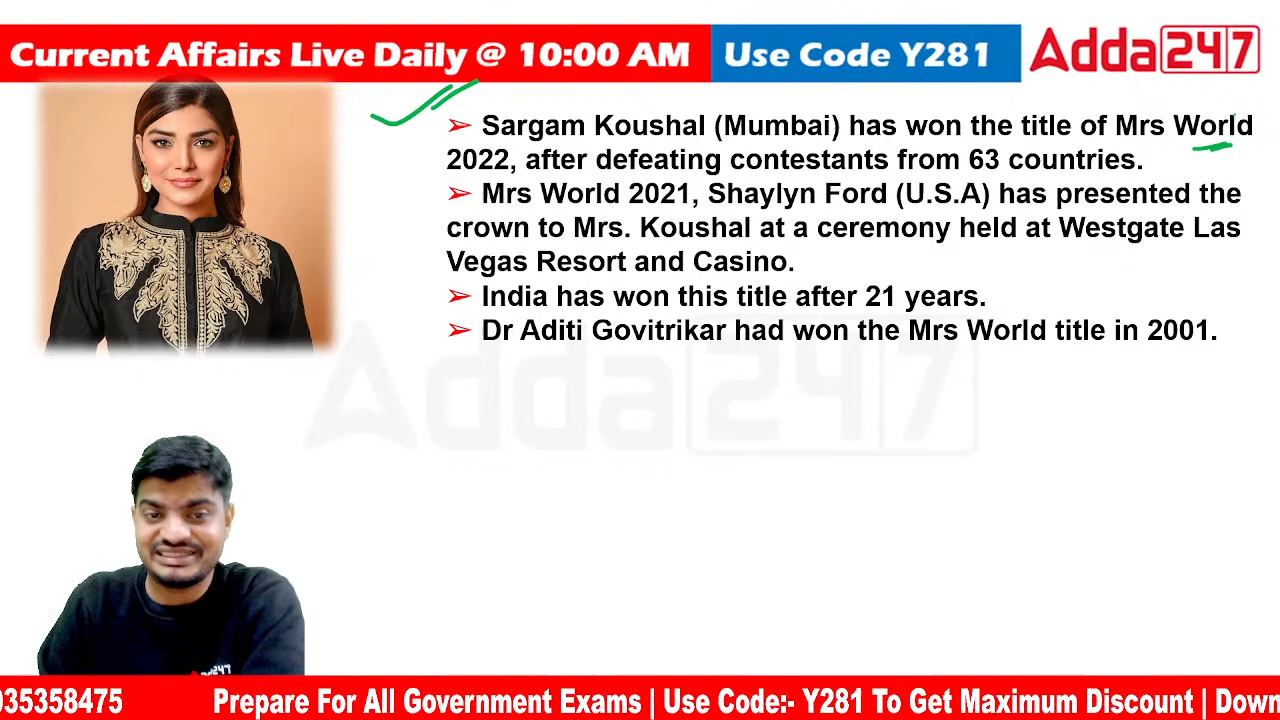 Current Affairs Live Daily @ 10:00 AM
Use Code Y281
Adda247
➢ Sargam Koushal (Mumbai) has won the title of Mrs World
2022, after defeating contestants from 63 countries.
➢ Mrs World 2021, Shaylyn Ford (U.S.A) has presented the
crown to Mrs. Koushal at a ceremony held at Westgate Las
Vegas Resort and Casino.
➢ India has won this title after 21 years.
➢ Dr Aditi Govitrikar had won the Mrs World title in 2001.
Adda247
035358475 Prepare For All Government Exams | Use Code:- Y281 To Get Maximum Discount | Down